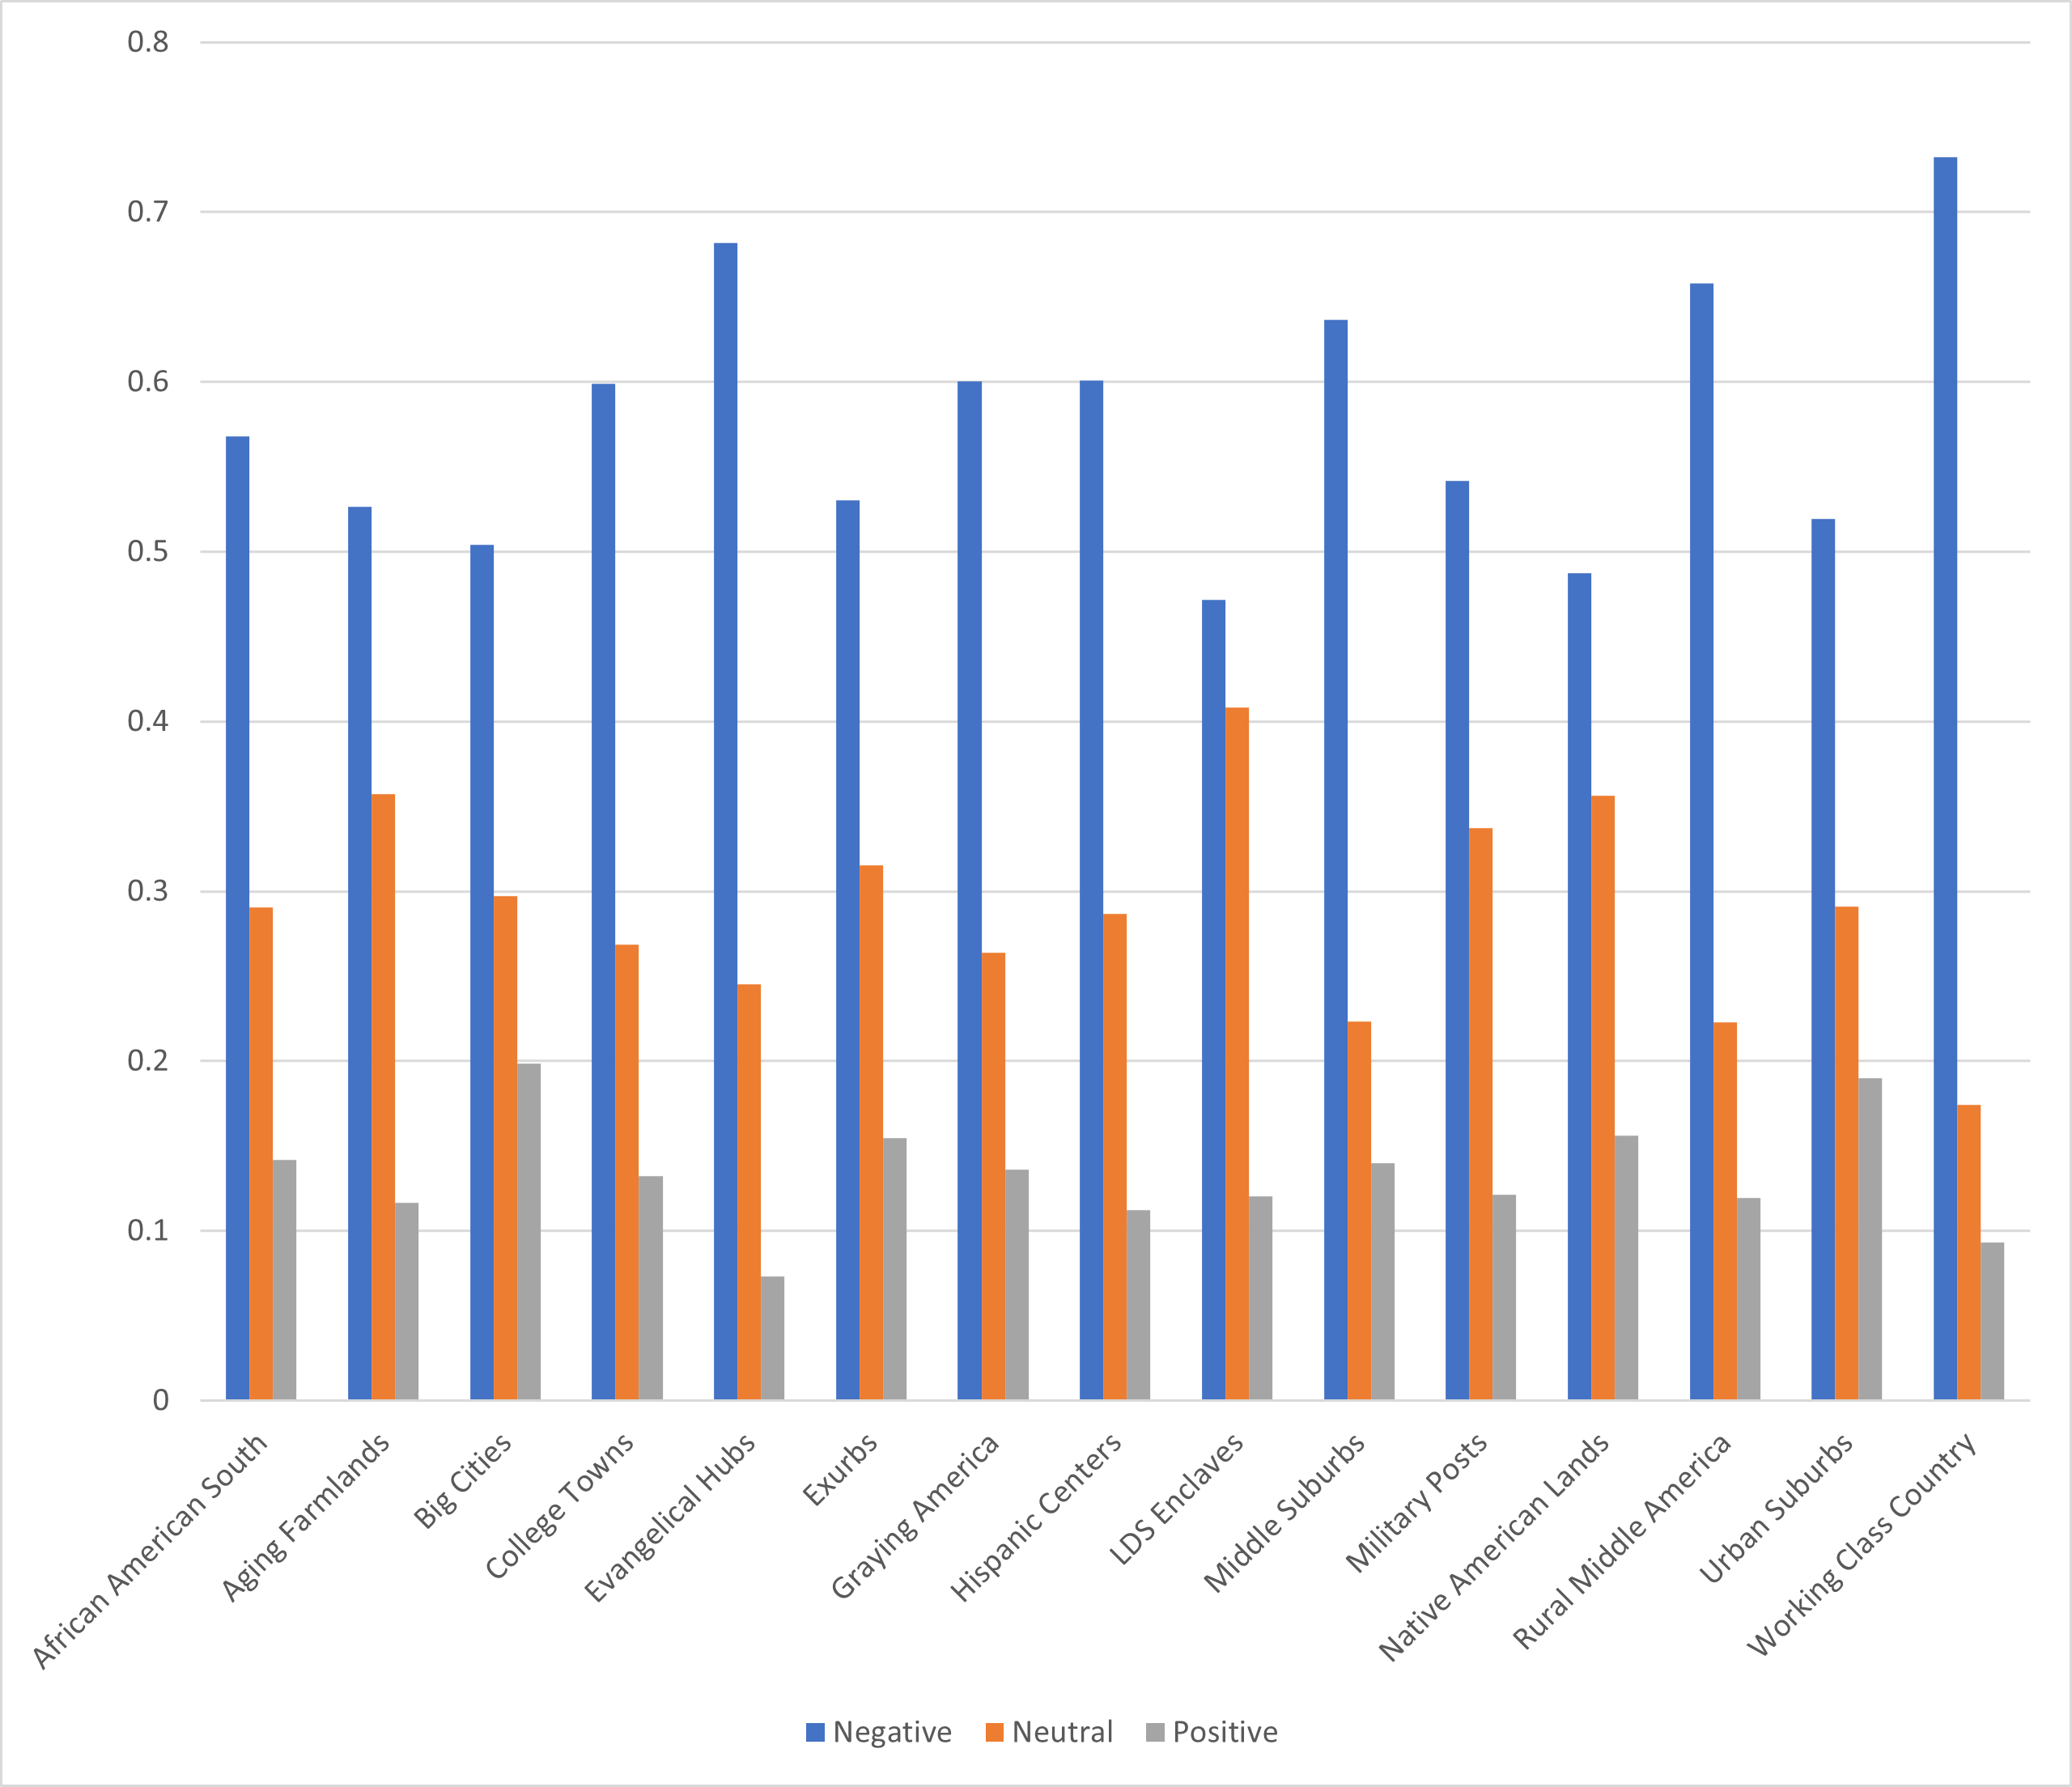 0.8
0.7
0.6
0.5
0.4
0.3
0.2
0.1
0
African American South
Aging Farmlands
Big Cities
College Towns
Evangelical Hubs
Exurbs
Graying America
Hispanic Centers
LDS Enclaves
Middle Suburbs
Military Posts
Native American Lands
Rural Middle America
Urban Suburbs
Working Class Country
Negative Neutral Positive